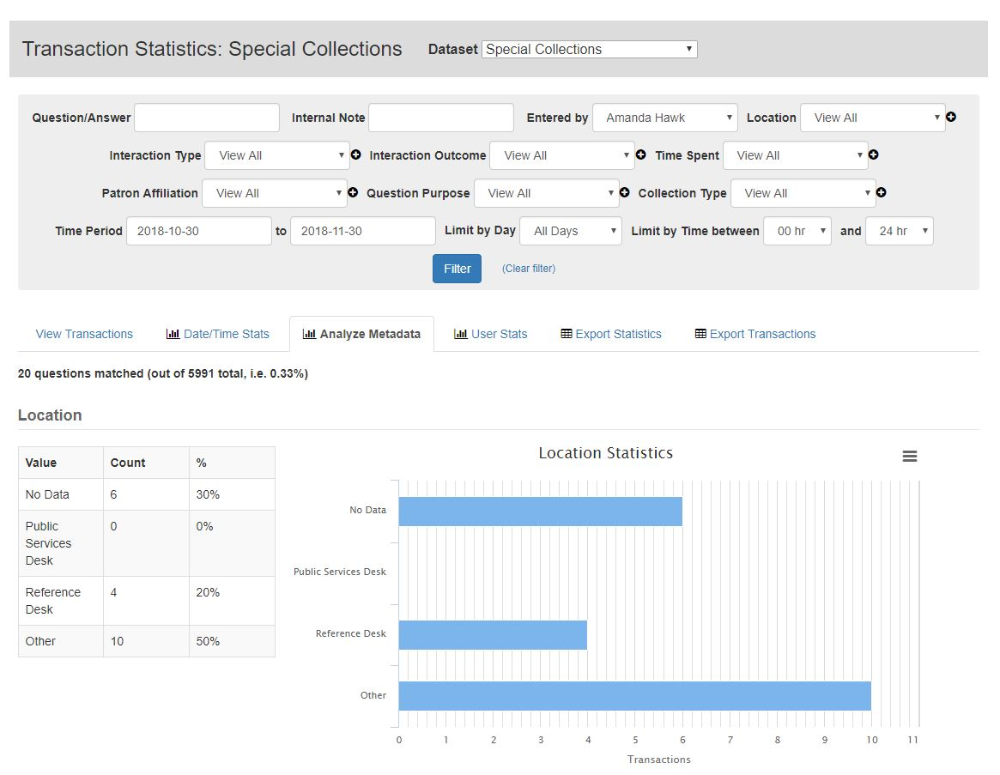 Transaction Statistics: Special Collections Dataset Special Collections
Question/Answer Internal Note Entered by Amanda Hawk Location View All
Interaction Type View All Interaction Outcome View All Time Spent View All
Patron Affiliation View All Question Purpose View All Collection Type View All
Time Period 2018-10-30 to 2018-11-30 Limit by Day All Days Limit by Time between 00 hr and 24 hr
Filter (Clear filter)
View Transactions Date/Time Stats Analyze Metadata User Stats Export Statistics Export Transactions
20 questions matched (out of 5991 total, i.e. 0.33%)
Location
Value Count %
No Data 6 30%
Public 0 0%
Services
Desk
Reference 4 20%
Desk
Other 10 50%
Location Statistics
No Data
Public Services Desk
Reference Desk
Other
0 1 2 3 4 5 6 7 8 9 10 11
Transactions